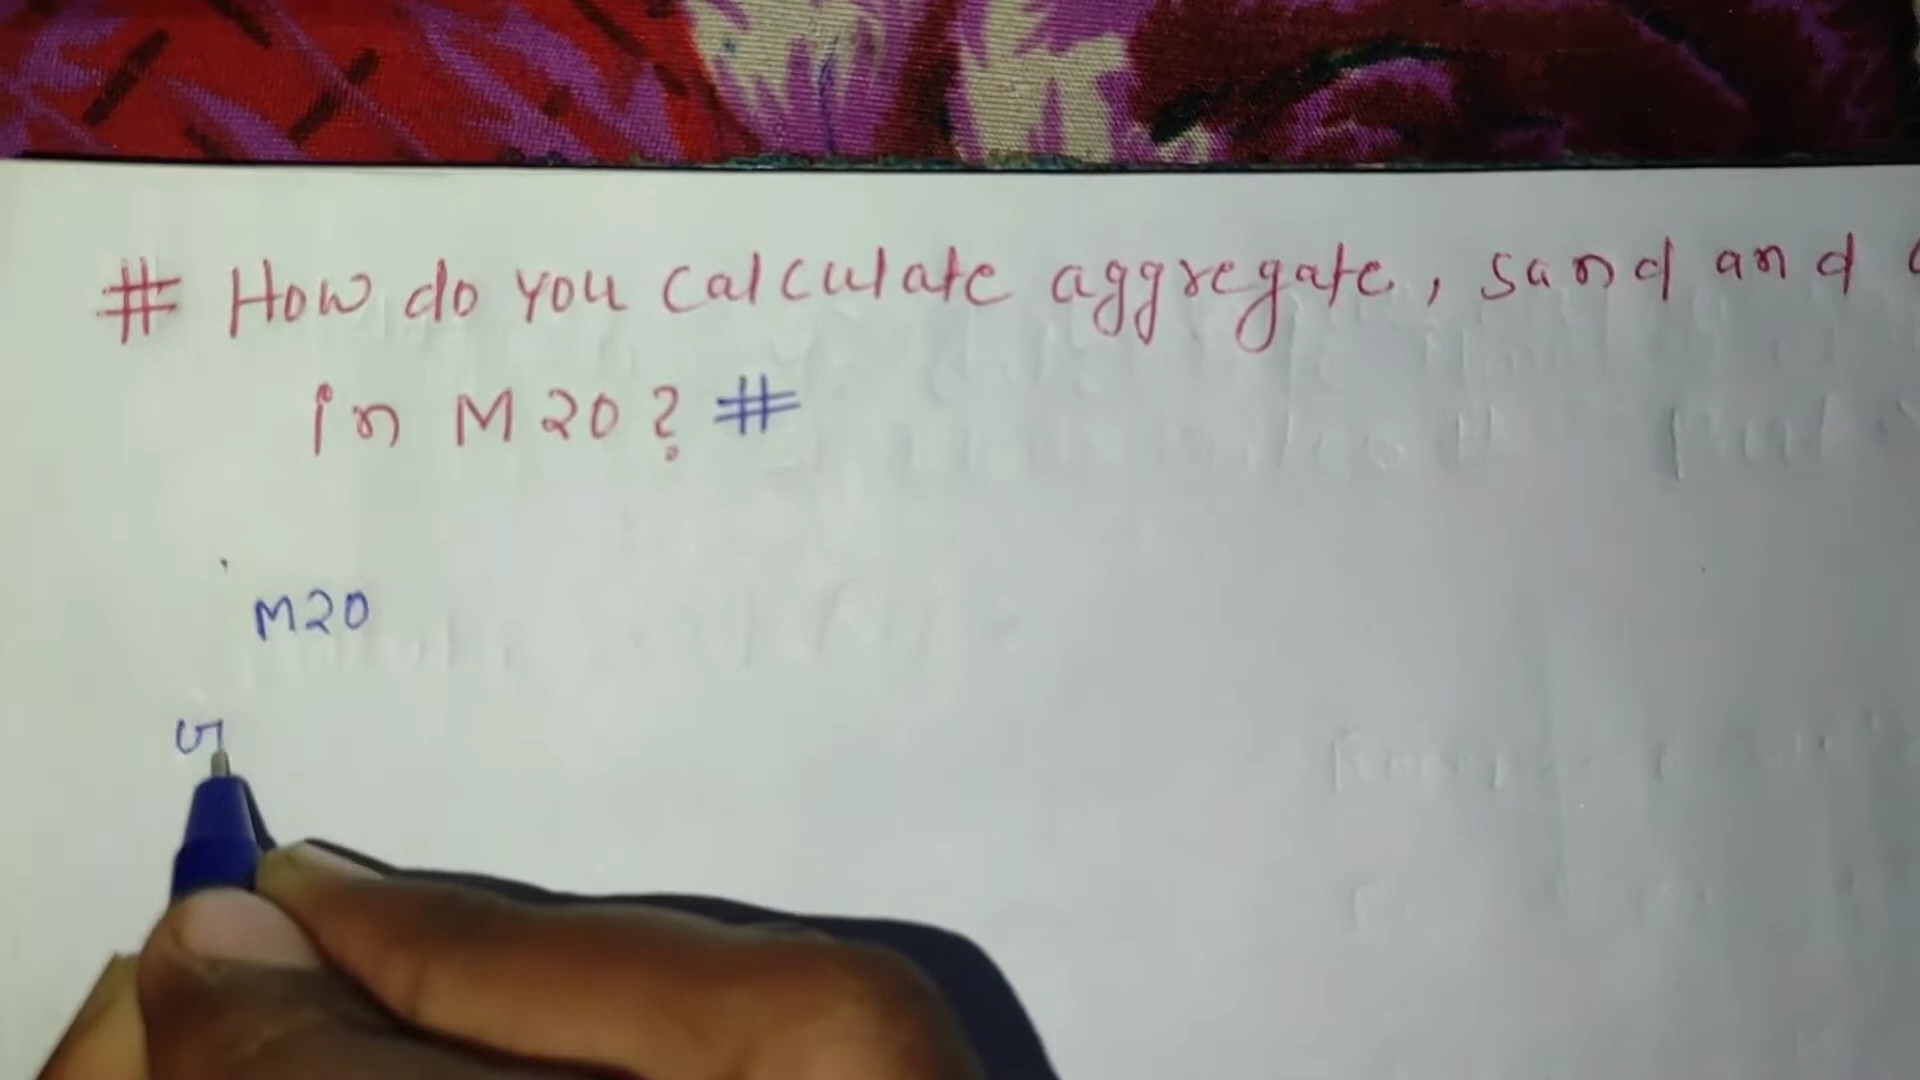 # How do you calculate aggregate, sand and
in M20? #
M20
G